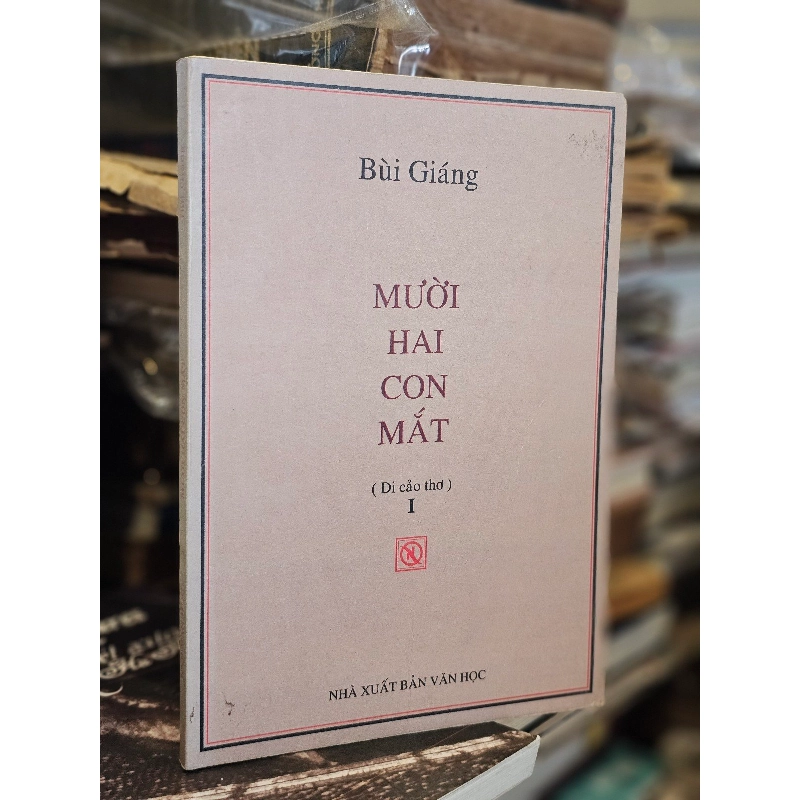 Bùi Giáng
MƯỜI
HAI
CON
MẮT
( Di cảo thơ )
I
NHÀ XUẤT BẢN VĂN HỌC